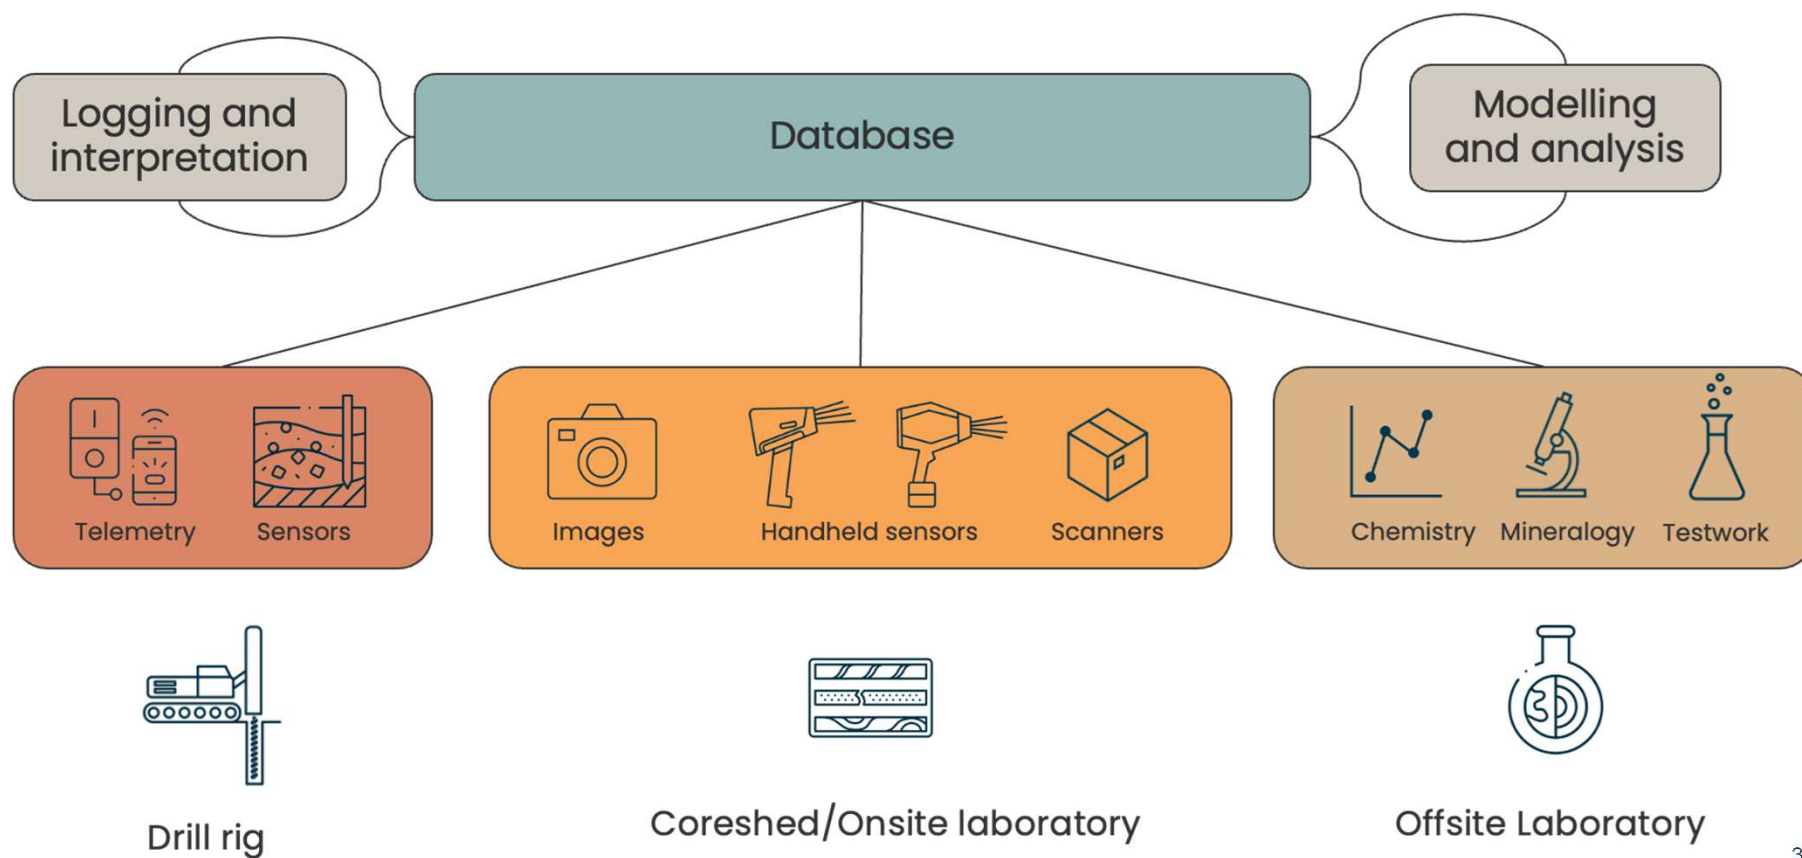 Logging and
interpretation
Database
Modelling
and analysis
Telemetry
Sensors
Images
Handheld sensors
Scanners
Chemistry
Mineralogy
Testwork
Drill rig
Coreshed/Onsite laboratory
Offsite Laboratory
3